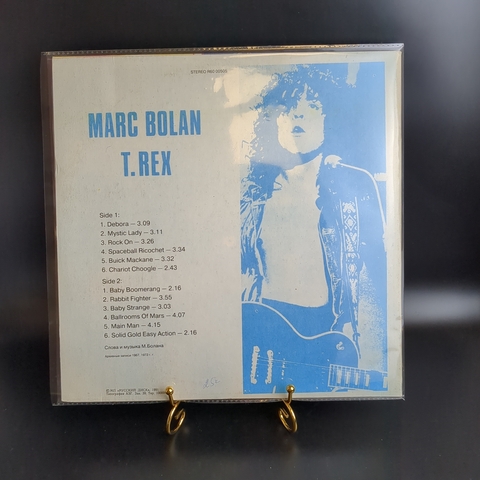 STEREO
MARC BOLAN
T. REX
Side 1:
1. Debora — 3.09
2. Mystic Lady — 3.11
3. Rock On — 3.26
4. Spaceball Ricochet — 3.34
5. Buick Mackane — 3.32
6. Chariot Choogle — 2.43
Side 2:
1. Baby Boomerang — 2.16
2. Rabbit Fighter — 3.55
3. Baby Strange — 3.03
4. Ballrooms Of Mars — 4.07
5. Main Man — 4.15
6. Solid Gold Easy Action — 2.16
Слова и музыка М. Болана